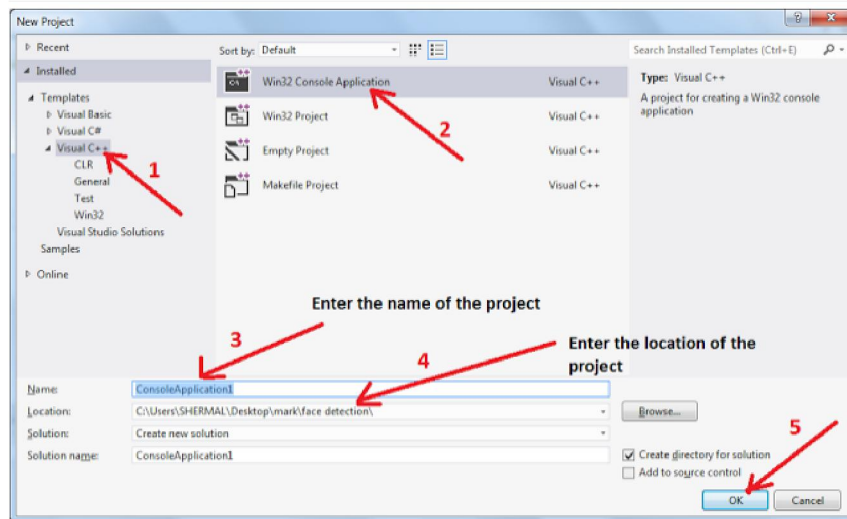 New Project
Recent
Installed
Templates
Visual Basic
Visual C#
Visual C++
CLR
General
Test
Win32
Visual Studio Solutions
Samples
Online
1
Sort by: Default
Win32 Console Application Visual C++
2
Win32 Project Visual C++
Empty Project Visual C++
Makefile Project Visual C++
Search Installed Templates (Ctrl+E)
Type: Visual C++
A project for creating a Win32 console
application
Enter the name of the project
3
4
Enter the location of the
project
Name: ConsoleApplication1
Location: C:\Users\SHERMAL\Desktop\mark\face detection\
Browse...
Solution: Create new solution
Solution name: ConsoleApplication1
5
Create directory for solution
Add to source control
OK Cancel